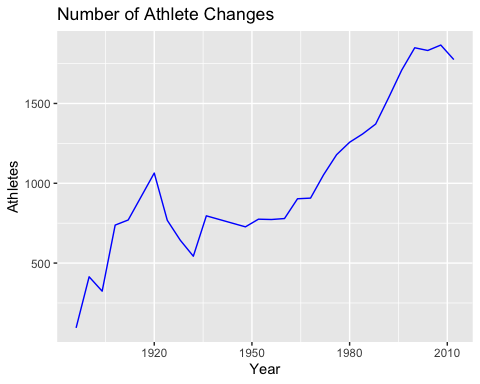 Number of Athlete Changes
Athletes
1500
1000
500
1920 1950 1980 2010
Year